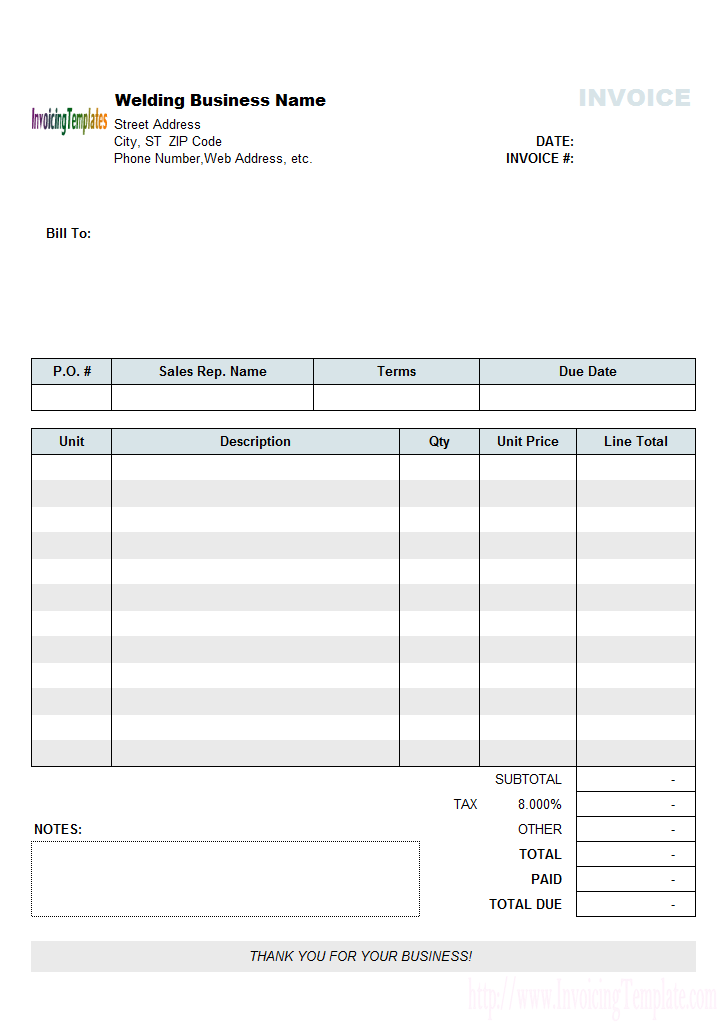 Welding Business Name
INVOICE
InvoicingTemplates
Street Address
City, ST  ZIP Code
DATE:
Phone Number,Web Address, etc.
INVOICE #:
Bill To:
P.O. # Sales Rep. Name Terms Due Date
Unit Description Qty Unit Price Line Total
SUBTOTAL -
TAX 8.000% -
NOTES: OTHER -
TOTAL -
PAID -
TOTAL DUE -
THANK YOU FOR YOUR BUSINESS!
http://www.InvoicingTemplate.com